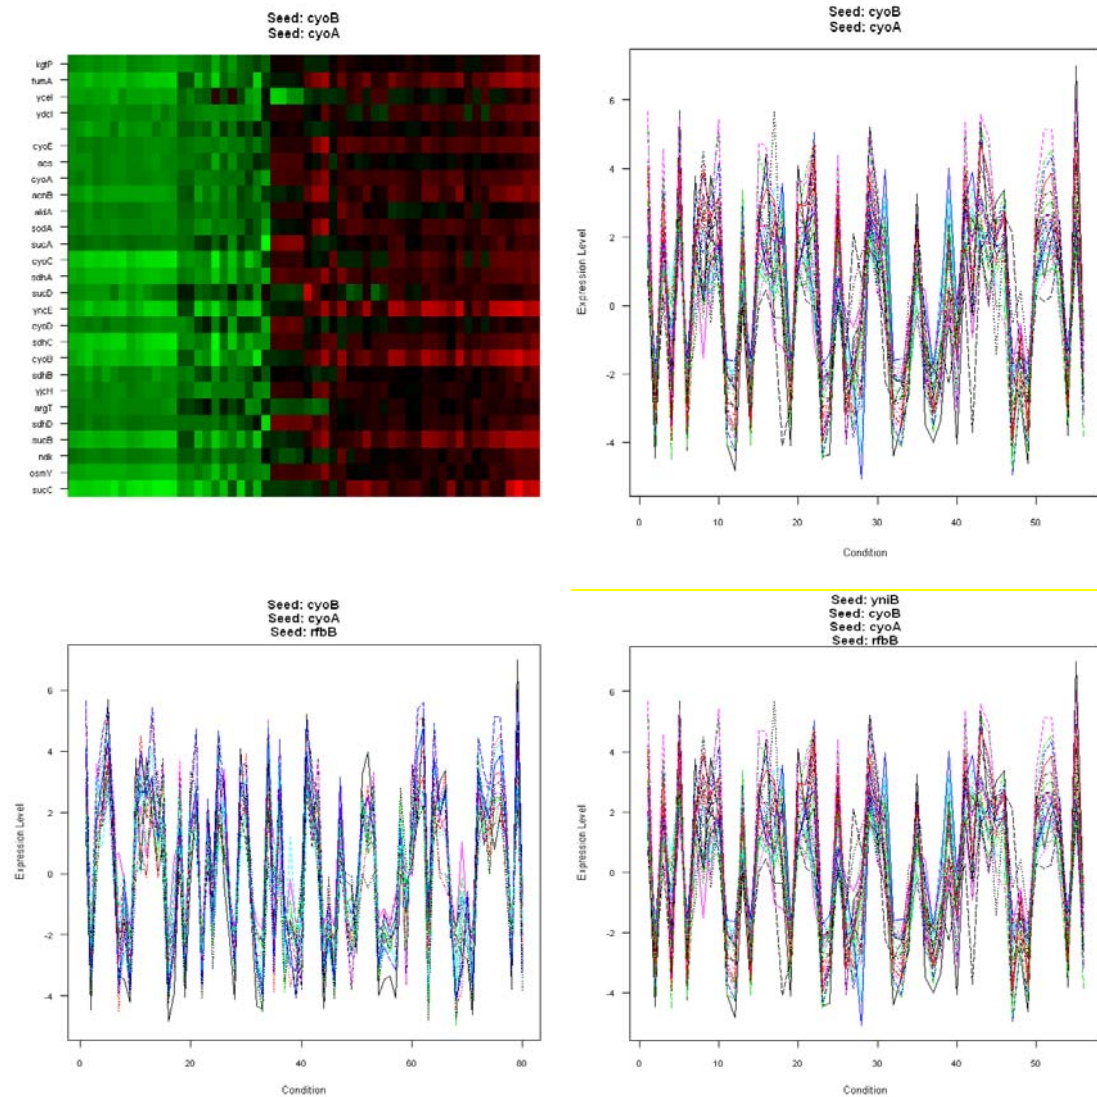 Seed: cyoB
Seed: cyoA
kgtP
fumA
yceI
ydcI
cyoE
acs
cyoA
acnB
aldA
sodA
sucA
cyoC
sdhA
sucD
yncE
cyoD
sdhC
cyoB
sdhB
yjcH
argT
sdhD
sucB
ndk
osmY
sucC
Seed: cyoB
Seed: cyoA
Expression Level
6
4
2
0
-2
-4
0 10 20 30 40 50
Condition
Seed: cyoB
Seed: cyoA
Seed: rfbB
Expression Level
6
4
2
0
-2
-4
0 20 40 60 80
Condition
Seed: yniB
Seed: cyoB
Seed: cyoA
Seed: rfbB
Expression Level
6
4
2
0
-2
-4
0 10 20 30 40 50
Condition